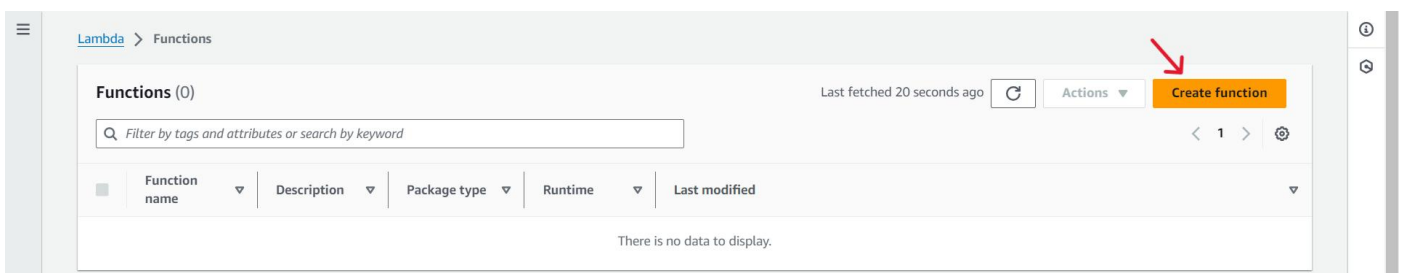 Lambda > Functions
Functions (0)
Last fetched 20 seconds ago
Actions
Create function
Filter by tags and attributes or search by keyword
< 1 >
Function name
Description
Package type
Runtime
Last modified
There is no data to display.